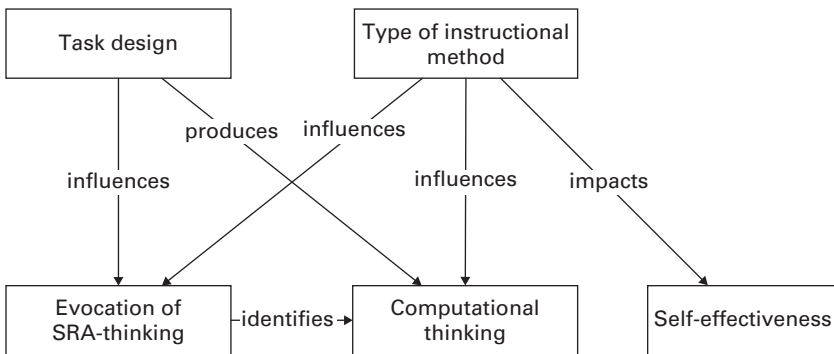 Task design
Type of instructional
method
produces
influences
influences
influences
impacts
Evocation of
SRA-thinking
identifies
Computational
thinking
Self-effectiveness